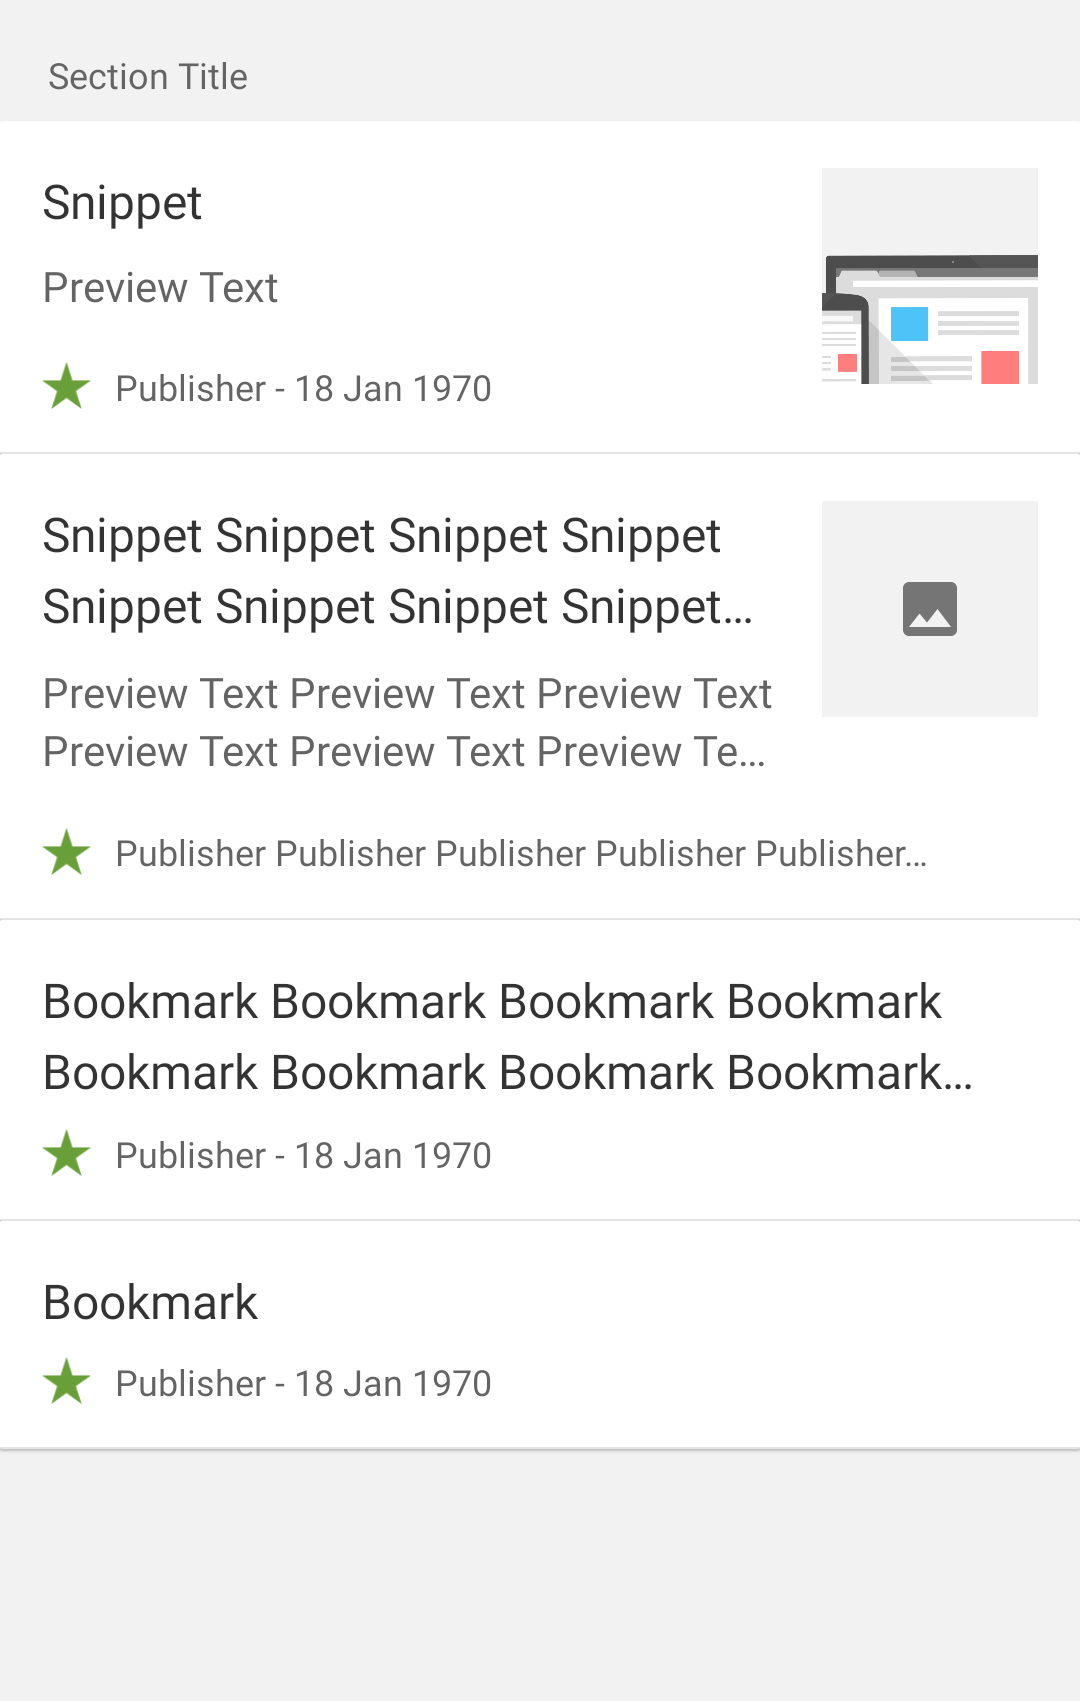 Section Title
Snippet
Preview Text
Publisher - 18 Jan 1970
Snippet Snippet Snippet Snippet
Snippet Snippet Snippet Snippet...
Preview Text Preview Text Preview Text
Preview Text Preview Text Preview Te...
Publisher Publisher Publisher Publisher Publisher...
Bookmark Bookmark Bookmark Bookmark
Bookmark Bookmark Bookmark Bookmark...
Publisher - 18 Jan 1970
Bookmark
Publisher - 18 Jan 1970